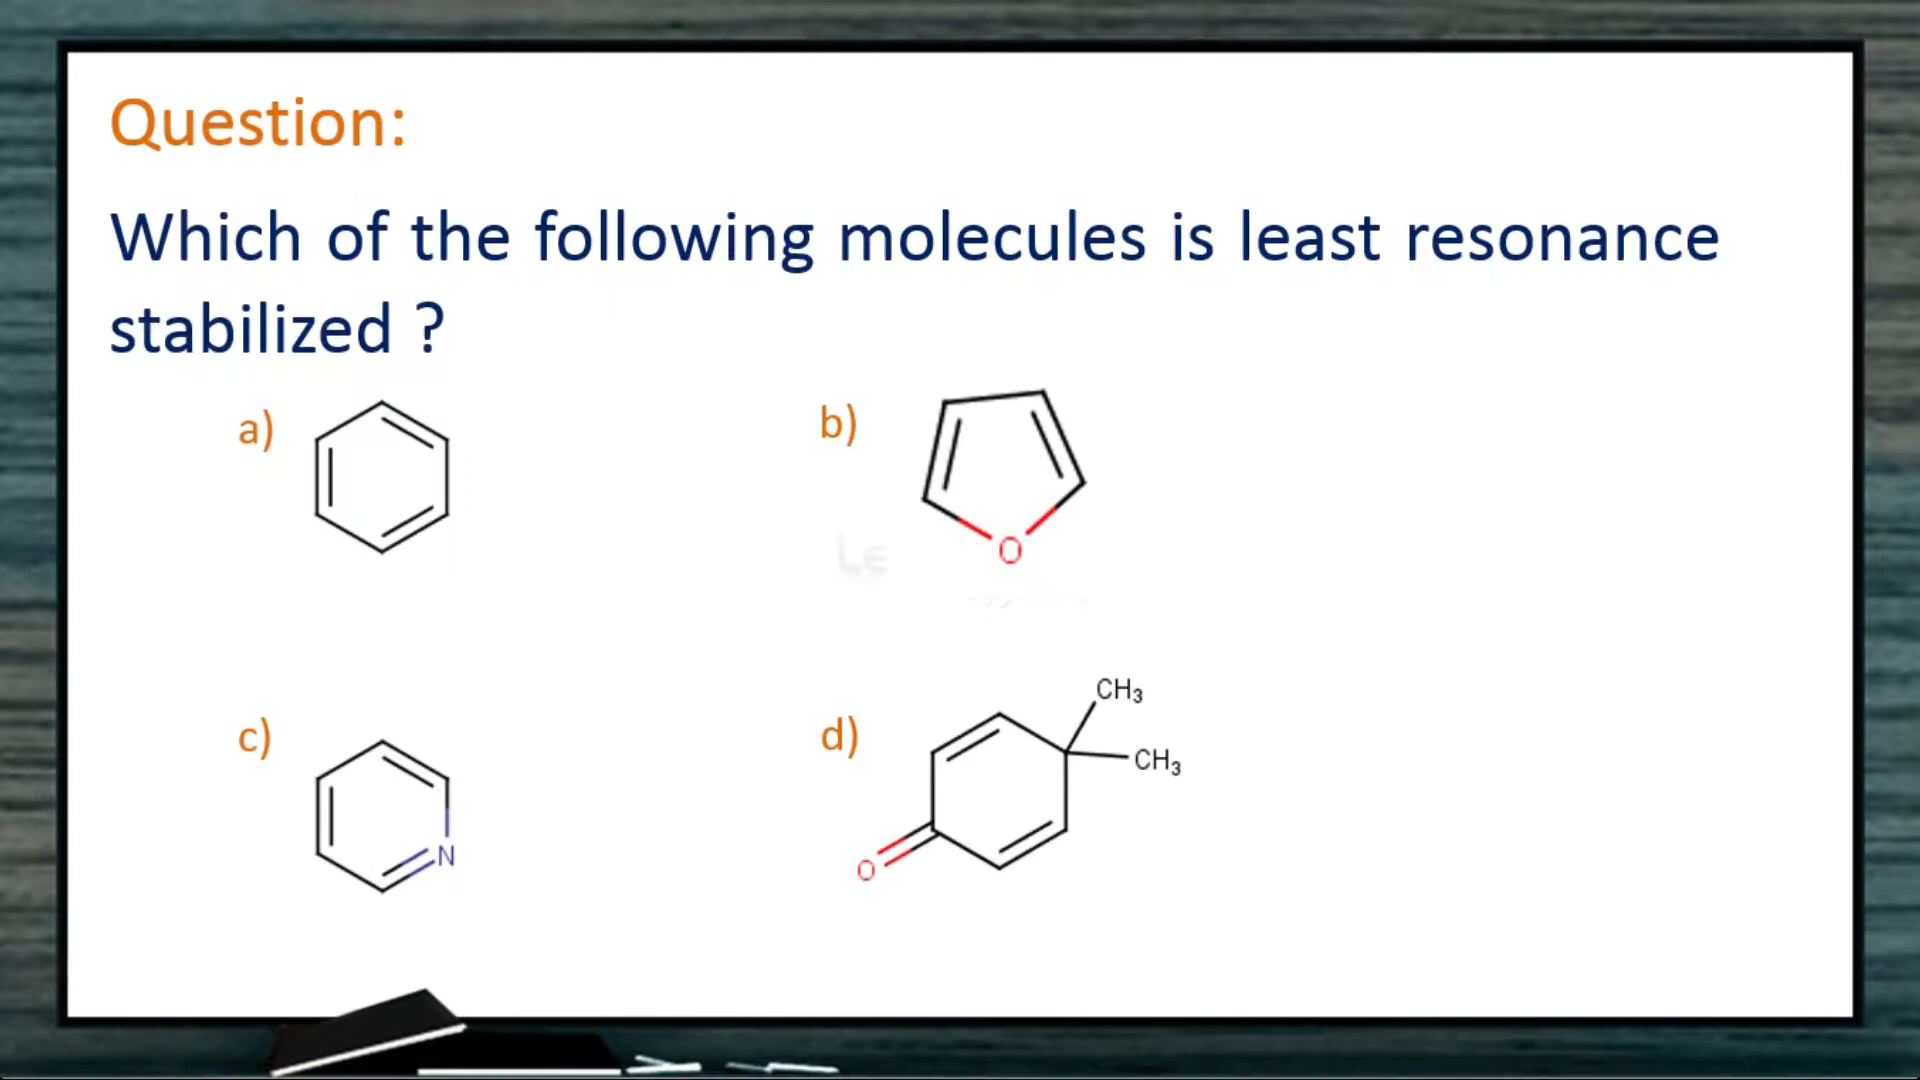 Question:
Which of the following molecules is least resonance
stabilized ?
a)
b)
O
c)
N
d)
CH₃
CH₃
O